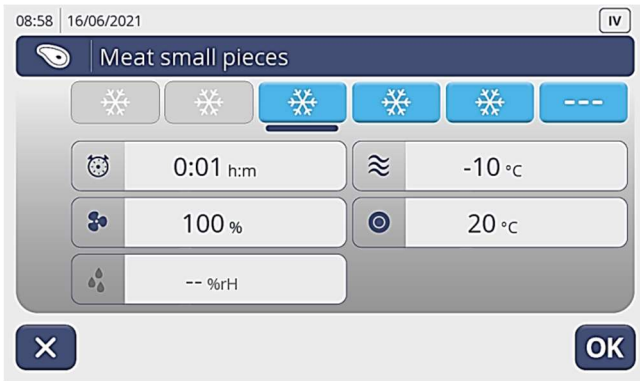 08:58 16/06/2021 IV
Meat small pieces
---
0:01 h:m -10 °C
100 % 20 °C
-- %rH
OK